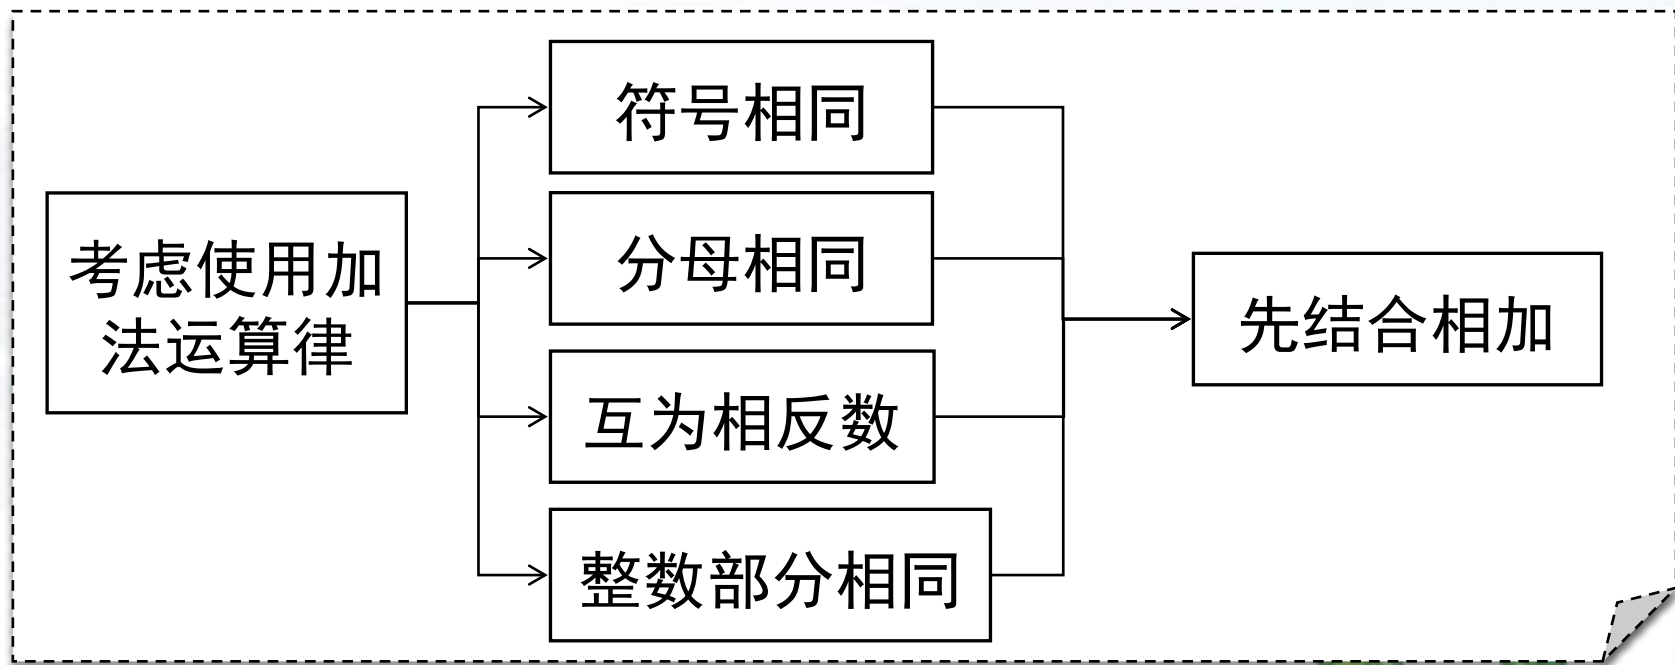 考虑使用加
法运算律
符号相同
分母相同
互为相反数
整数部分相同
先结合相加